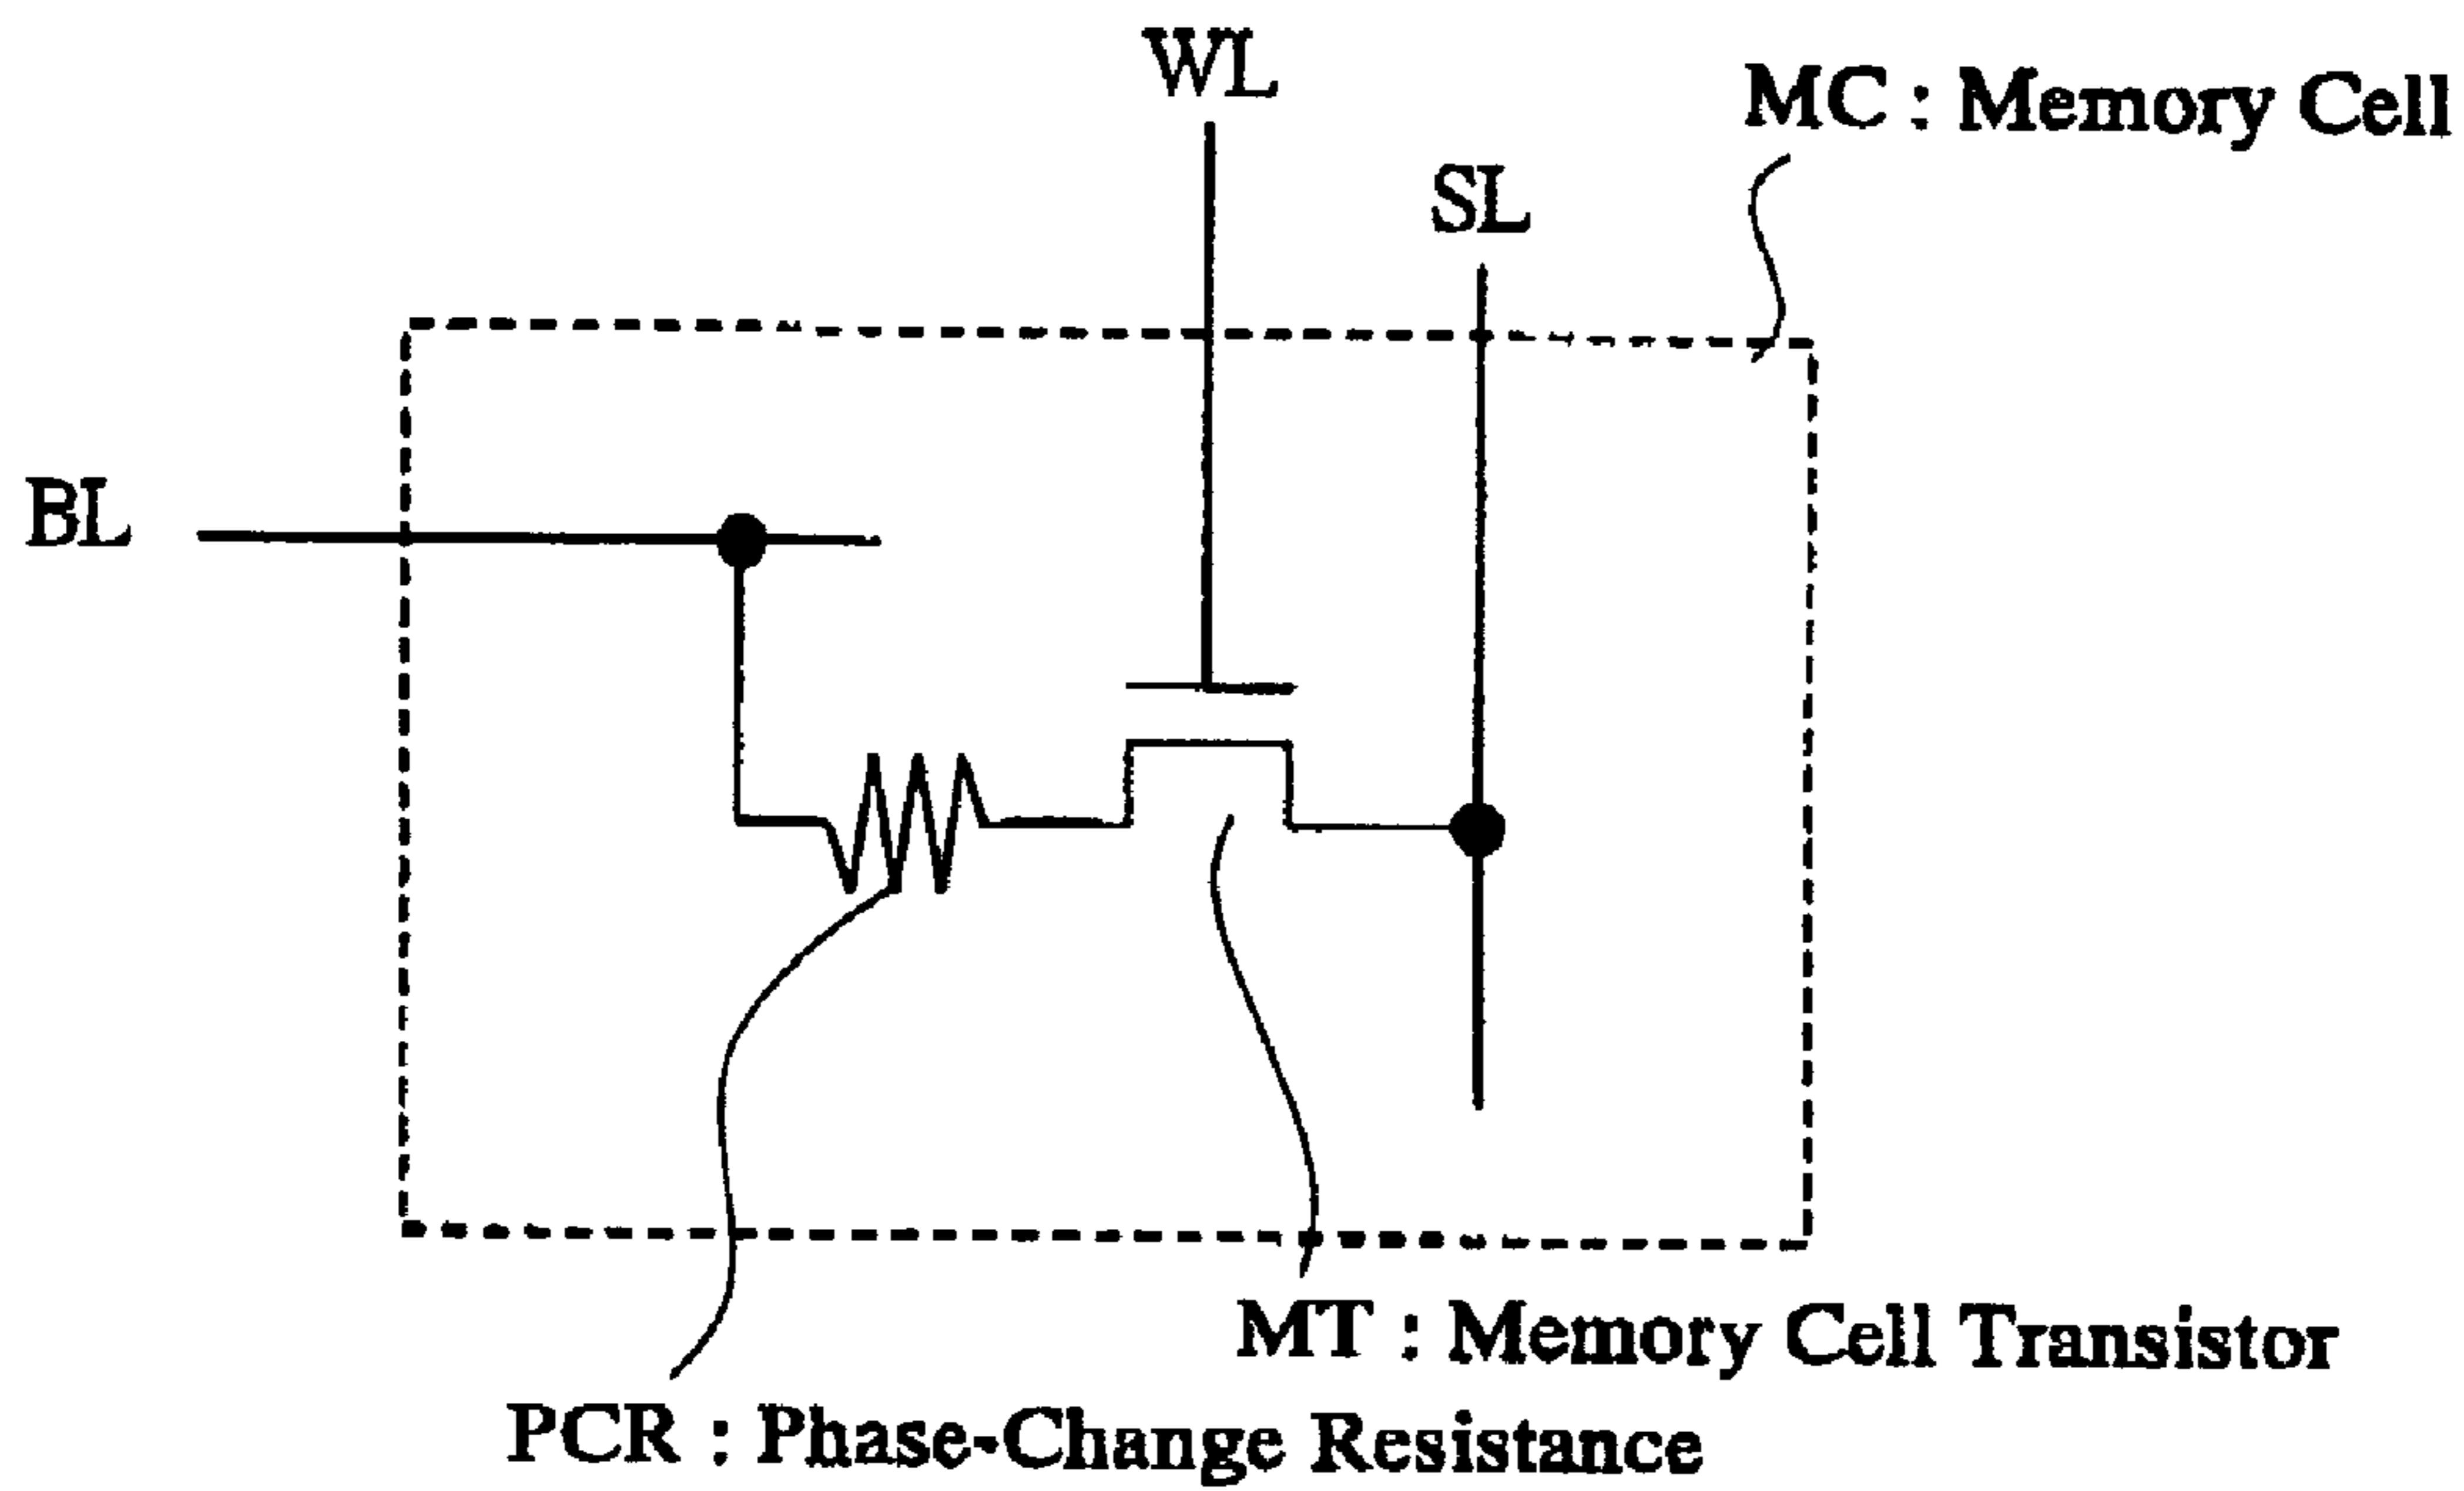 WL
MC : Memory Cell
SL
BL
MT : Memory Cell Transistor
PCR : Phase-Change Resistance